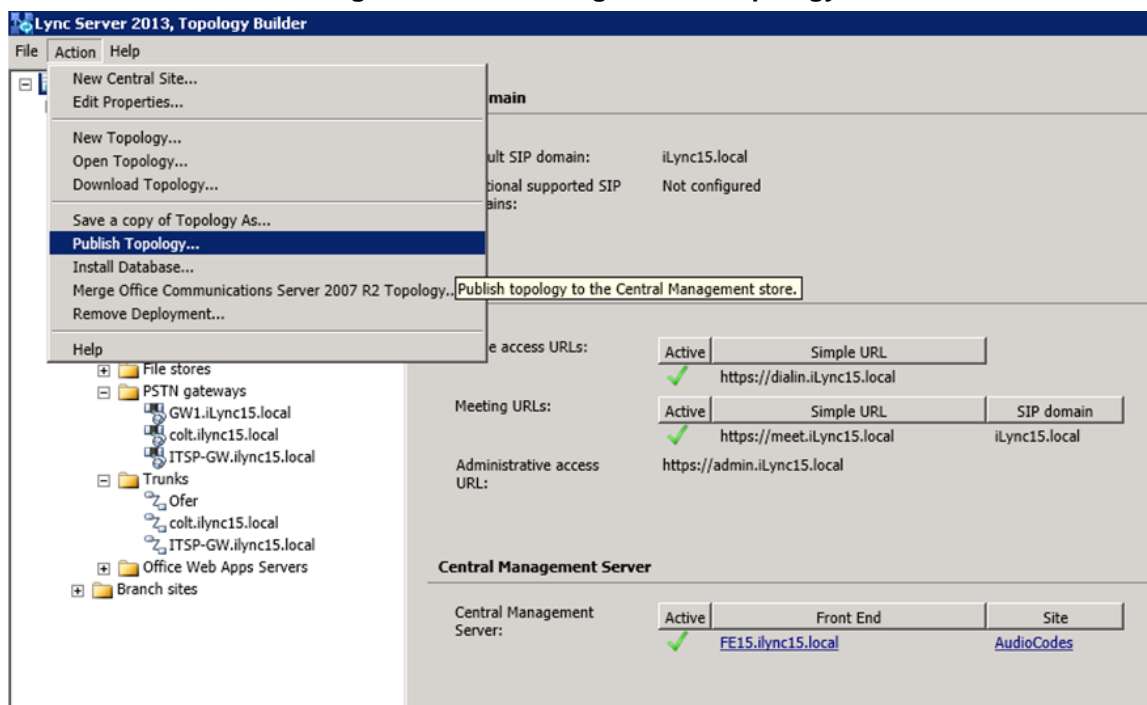 Lync Server 2013, Topology Builder
File Action Help
New Central Site...
Edit Properties...
New Topology...
Open Topology...
Download Topology...
Save a copy of Topology As...
Publish Topology...
Install Database...
Merge Office Communications Server 2007 R2 Topology...
Remove Deployment...
Help
Publish topology to the Central Management store.
main
ult SIP domain: iLync15.local
tional supported SIP Not configured
ains:
e access URLs: Active Simple URL
https://dialin.iLync15.local
Meeting URLs: Active Simple URL SIP domain
https://meet.iLync15.local iLync15.local
Administrative access https://admin.iLync15.local
URL:
File stores
PSTN gateways
GW1.iLync15.local
colt.ilync15.local
ITSP-GW.ilync15.local
Trunks
Ofer
colt.ilync15.local
ITSP-GW.ilync15.local
Office Web Apps Servers
Branch sites
Central Management Server
Central Management Active Front End Site
Server:
FE15.ilync15.local AudioCodes